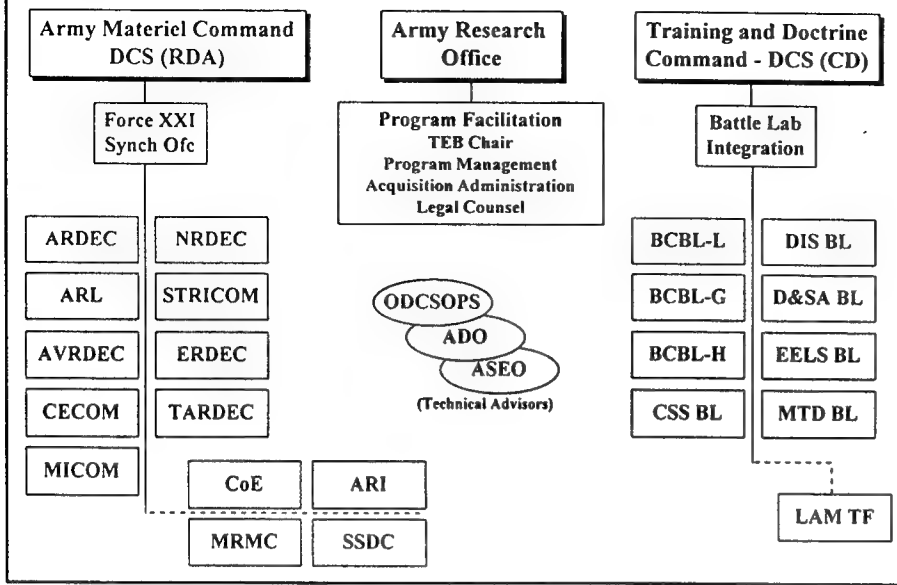 Army Materiel Command
DCS (RDA)
Force XXI
Synch Ofc
ARDEC
NRDEC
ARL
STRICOM
AVRDEC
ERDEC
CECOM
TARDEC
MICOM
CoE
ARI
MRMC
SSDC
Army Research
Office
Program Facilitation
TEB Chair
Program Management
Acquisition Administration
Legal Counsel
ODCSOPS
ADO
ASEO
(Technical Advisors)
Training and Doctrine
Command - DCS (CD)
Battle Lab
Integration
BCBL-L
DIS BL
BCBL-G
D&SA BL
BCBL-H
EELS BL
CSS BL
MTD BL
LAM TF